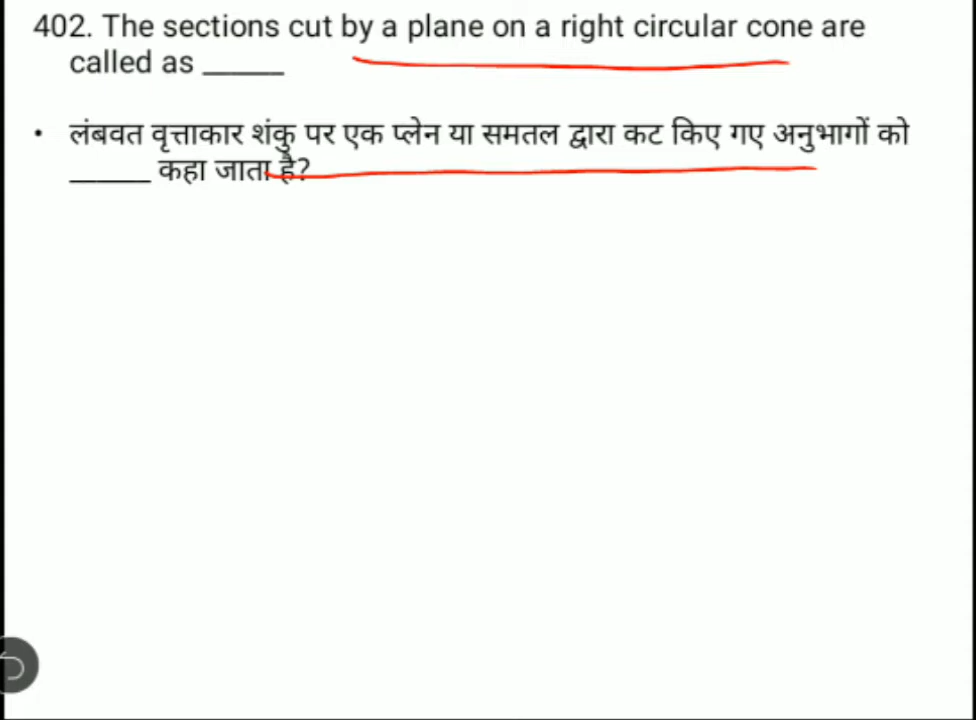 402. The sections cut by a plane on a right circular cone are
called as ______
• लंबवत वृत्ताकार शंकु पर एक प्लेन या समतल द्वारा कट किए गए अनुभागों को
______ कहा जाता है?